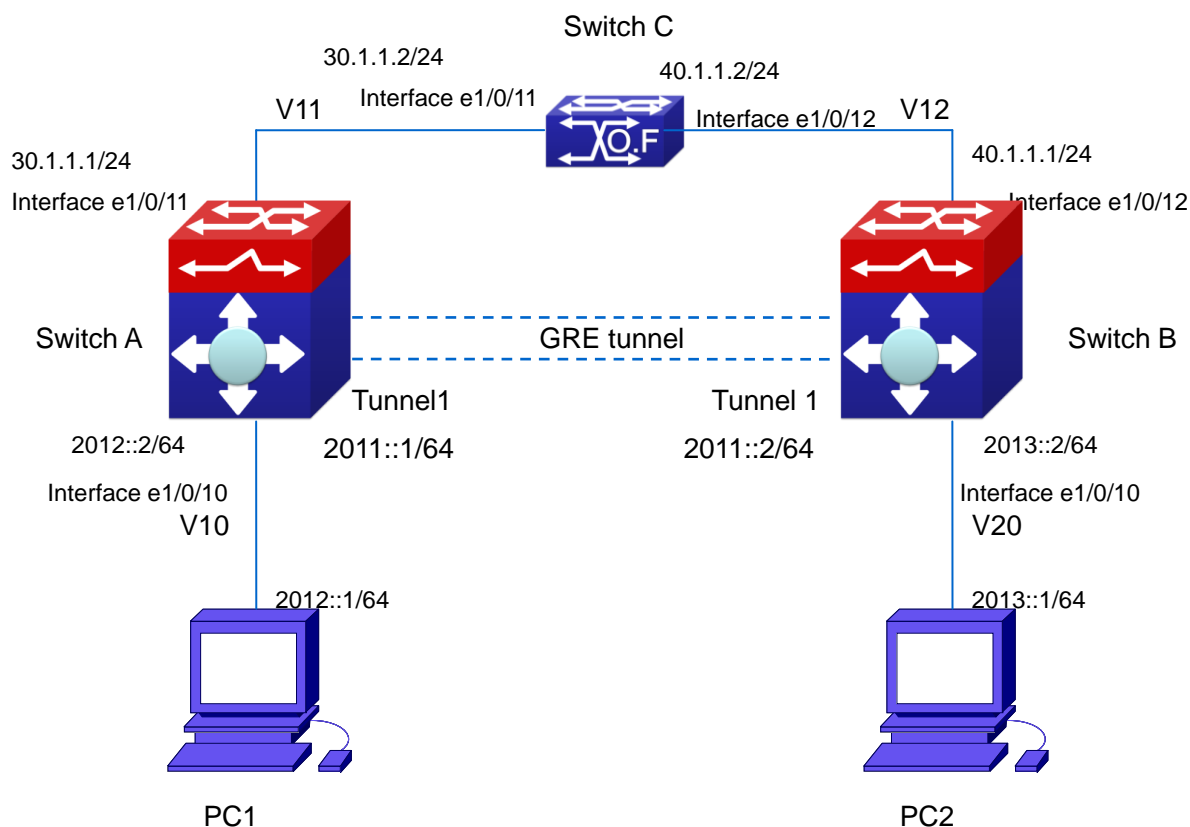 Switch C
30.1.1.2/24
40.1.1.2/24
Interface e1/0/11
V11
Interface e1/0/12
V12
O.F
30.1.1.1/24
40.1.1.1/24
Interface e1/0/11
Interface e1/0/12
Switch A
GRE tunnel
Switch B
Tunnel1
Tunnel 1
2012::2/64
2011::1/64
2011::2/64
2013::2/64
Interface e1/0/10
Interface e1/0/10
V10
V20
2012::1/64
2013::1/64
PC1
PC2